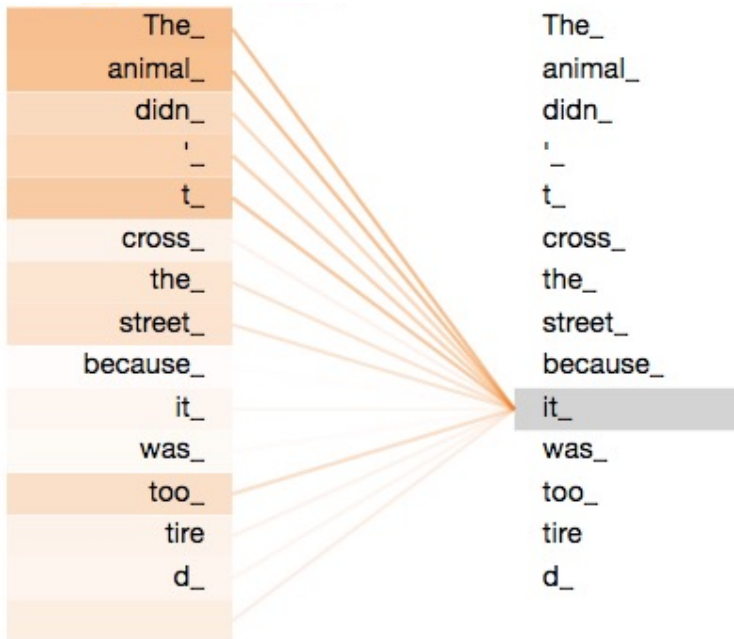 The_ The_
animal_ animal_
didn_ didn_
'_ '_
t_ t_
cross_ cross_
the_ the_
street_ street_
because_ because_
it_ it_
was_ was_
too_ too_
tire tire
d_ d_